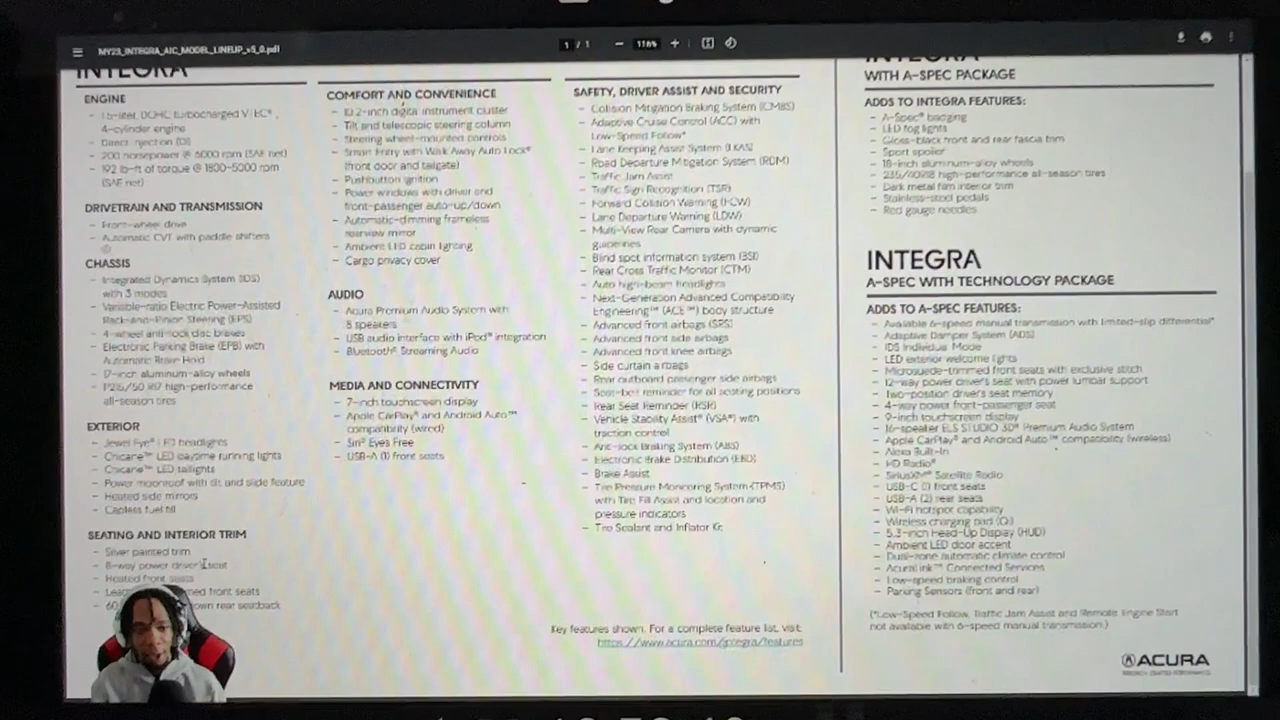 MY23_INTEGRA_AIC_MODEL_LINEUP_v5_0.pdf
1 / 1
116%
INTEGRA
ENGINE
- 1.5-liter, DOHC turbocharged VTEC®,
4-cylinder engine
- Direct injection (DI)
- 200 horsepower @ 6000 rpm (SAE net)
- 192 lb-ft of torque @ 1800-5000 rpm
(SAE net)
DRIVETRAIN AND TRANSMISSION
- Front-wheel drive
- Automatic CVT with paddle shifters
CHASSIS
- Integrated Dynamics System (IDS)
with 3 modes
- Variable-ratio Electric Power-Assisted
Rack-and-Pinion Steering (EPS)
- 4-wheel anti-lock disc brakes
- Electronic Parking Brake (EPB) with
Automatic Brake Hold
- 17-inch aluminum-alloy wheels
- P215/50 R17 high-performance
all-season tires
EXTERIOR
- Jewel Eye® LED headlights
- Chicane™ LED daytime running lights
- Chicane™ LED taillights
- Power moonroof with tilt and slide feature
- Heated side mirrors
- Capless fuel fill
SEATING AND INTERIOR TRIM
- Silver painted trim
- 8-way power driver's seat
- Heated front seats
front seats
rear seatback
COMFORT AND CONVENIENCE
- 10.2-inch digital instrument cluster
- Tilt and telescopic steering column
- Steering wheel-mounted controls
- Smart Entry with Walk Away Auto Lock®
(front door and tailgate)
- Pushbutton ignition
- Power windows with driver and
front-passenger auto-up/down
- Automatic-dimming frameless
rearview mirror
- Ambient LED cabin lighting
- Cargo privacy cover
AUDIO
- Acura Premium Audio System with
8 speakers
- USB audio interface with iPod® integration
- Bluetooth® Streaming Audio
MEDIA AND CONNECTIVITY
- 7-inch touchscreen display
- Apple CarPlay® and Android Auto™
compatibility (wired)
- Siri® Eyes Free
- USB-A (1) front seats
SAFETY, DRIVER ASSIST AND SECURITY
- Collision Mitigation Braking System (CMBS)
- Adaptive Cruise Control (ACC) with
Low-Speed Follow*
- Lane Keeping Assist System (LKAS)
- Road Departure Mitigation System (RDM)
- Traffic Jam Assist
- Traffic Sign Recognition (TSR)
- Forward Collision Warning (FCW)
- Lane Departure Warning (LDW)
- Multi-View Rear Camera with dynamic
guidelines
- Blind spot information system (BSI)
- Rear Cross Traffic Monitor (CTM)
- Auto high-beam headlights
- Next-Generation Advanced Compatibility
Engineering™ (ACE™) body structure
- Advanced front airbags (SRS)
- Advanced front side airbags
- Advanced front knee airbags
- Side curtain airbags
- Rear outboard passenger side airbags
- Seat-belt reminder for all seating positions
- Rear Seat Reminder (RSR)
- Vehicle Stability Assist® (VSA®) with
traction control
- Anti-lock Braking System (ABS)
- Electronic Brake Distribution (EBD)
- Brake Assist
- Tire Pressure Monitoring System (TPMS)
with Tire Fill Assist and location and
pressure indicators
- Tire Sealant and Inflator Kit
Key features shown. For a complete feature list, visit:
https://www.acura.com/integra/features
INTEGRA
WITH A-SPEC PACKAGE
ADDS TO INTEGRA FEATURES:
- A-Spec® badging
- LED fog lights
- Gloss-black front and rear fascia trim
- Sport spoiler
- 18-inch aluminum-alloy wheels
- 235/40R18 high-performance all-season tires
- Dark metal film interior trim
- Stainless-steel pedals
- Red gauge needles
INTEGRA
A-SPEC WITH TECHNOLOGY PACKAGE
ADDS TO A-SPEC FEATURES:
- Available 6-speed manual transmission with limited-slip differential*
- Adaptive Damper System (ADS)
- IDS Individual Mode
- LED exterior welcome lights
- Microsuede-trimmed front seats with exclusive stitch
- 12-way power driver's seat with power lumbar support
- Two-position driver's seat memory
- 4-way power front-passenger seat
- 9-inch touchscreen display
- 16-speaker ELS STUDIO 3D® Premium Audio System
- Apple CarPlay® and Android Auto™ compatibility (wireless)
- Alexa Built-In
- HD Radio®
- SiriusXM® Satellite Radio
- USB-C (1) front seats
- USB-A (2) rear seats
- Wi-Fi hotspot capability
- Wireless charging pad (Qi)
- 5.3-inch Head-Up Display (HUD)
- Ambient LED door accent
- Dual-zone automatic climate control
- AcuraLink™ Connected Services
- Low-speed braking control
- Parking Sensors (front and rear)
(*Low-Speed Follow, Traffic Jam Assist and Remote Engine Start
not available with 6-speed manual transmission.)
ACURA